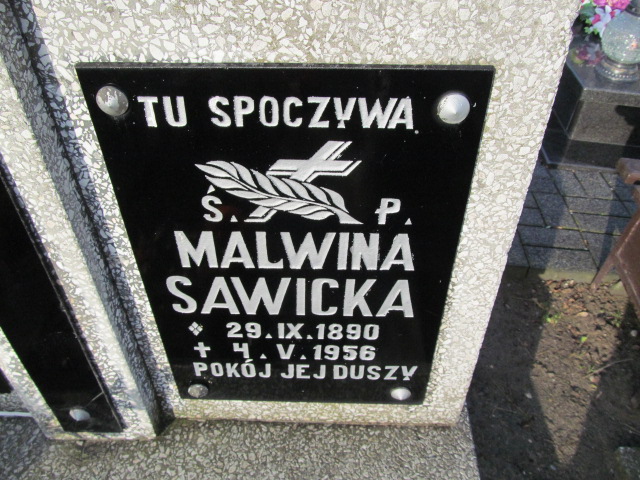 TU SPOCZYWA
Ś. P.
MALWINA
SAWICKA
29.IX.1890
4.V.1956
POKÓJ JEJ DUSZY